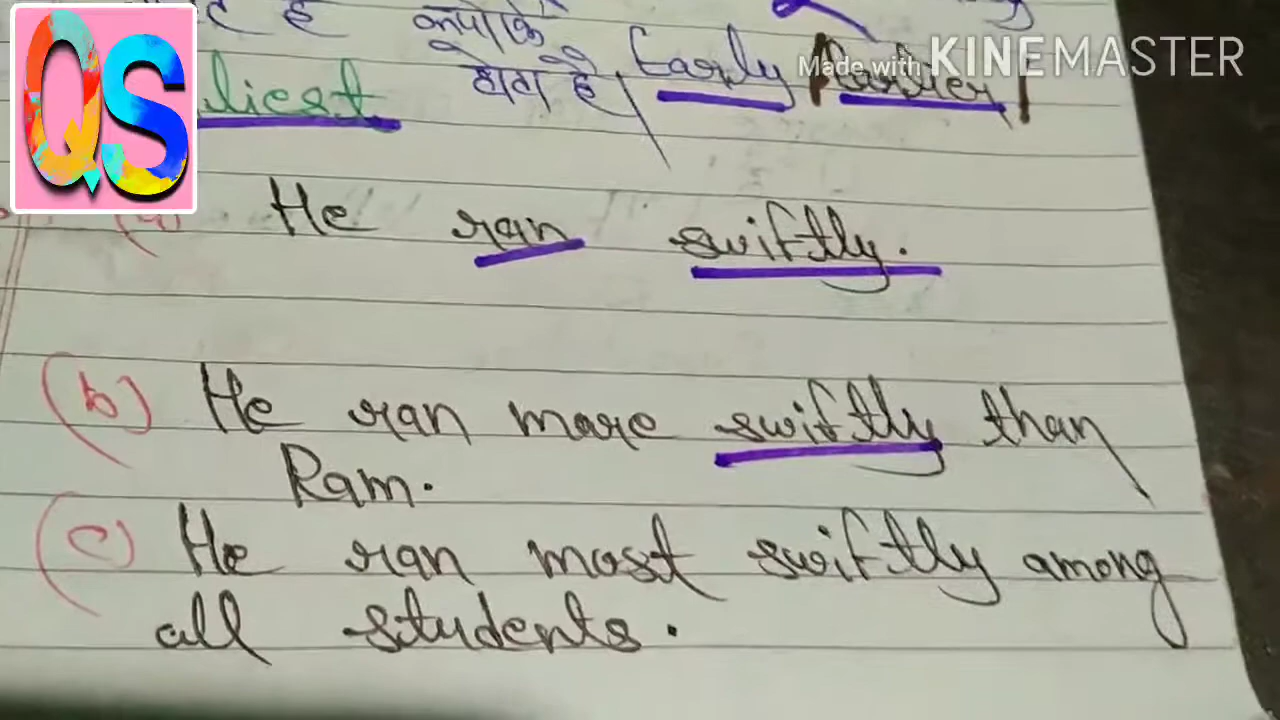 है क्योंकि
liest होता है। Early Earlier
Made with KINEMASTER
QS
(a) He ran swiftly.
(b) He ran more swiftly than
Ram.
(c) He ran most swiftly among
all students.